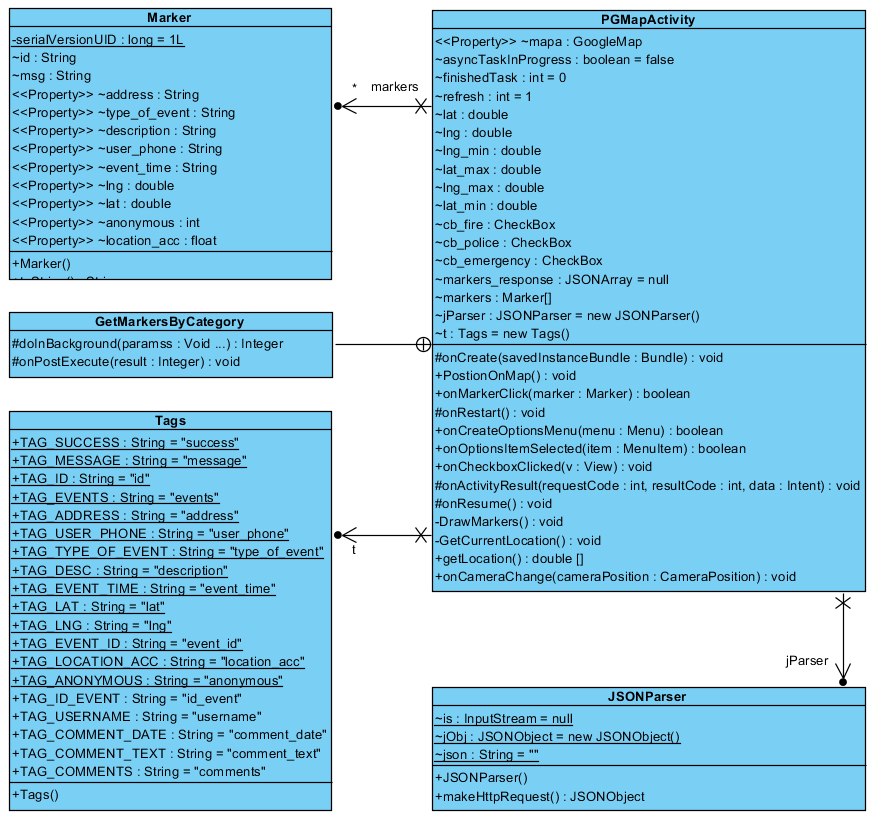 Marker
-serialVersionUID : long = 1L
~id : String
~msg : String
<<Property>> ~address : String
<<Property>> ~type_of_event : String
<<Property>> ~description : String
<<Property>> ~user_phone : String
<<Property>> ~event_time : String
<<Property>> ~lng : double
<<Property>> ~lat : double
<<Property>> ~anonymous : int
<<Property>> ~location_acc : float
+Marker()
* markers
PGMapActivity
<<Property>> ~mapa : GoogleMap
~asyncTaskInProgress : boolean = false
~finishedTask : int = 0
~refresh : int = 1
~lat : double
~lng : double
~lng_min : double
~lat_max : double
~lng_max : double
~lat_min : double
~cb_fire : CheckBox
~cb_police : CheckBox
~cb_emergency : CheckBox
~markers_response : JSONArray = null
~markers : Marker[]
~jParser : JSONParser = new JSONParser()
~t : Tags = new Tags()
#onCreate(savedInstanceBundle : Bundle) : void
+PostionOnMap() : void
+onMarkerClick(marker : Marker) : boolean
#onRestart() : void
+onCreateOptionsMenu(menu : Menu) : boolean
+onOptionsItemSelected(item : MenuItem) : boolean
+onCheckboxClicked(v : View) : void
#onActivityResult(requestCode : int, resultCode : int, data : Intent) : void
#onResume() : void
-DrawMarkers() : void
-GetCurrentLocation() : void
+getLocation() : double []
+onCameraChange(cameraPosition : CameraPosition) : void
GetMarkersByCategory
#doInBackground(paramss : Void ...) : Integer
#onPostExecute(result : Integer) : void
Tags
+TAG_SUCCESS : String = "success"
+TAG_MESSAGE : String = "message"
+TAG_ID : String = "id"
+TAG_EVENTS : String = "events"
+TAG_ADDRESS : String = "address"
+TAG_USER_PHONE : String = "user_phone"
+TAG_TYPE_OF_EVENT : String = "type_of_event"
+TAG_DESC : String = "description"
+TAG_EVENT_TIME : String = "event_time"
+TAG_LAT : String = "lat"
+TAG_LNG : String = "lng"
+TAG_EVENT_ID : String = "event_id"
+TAG_LOCATION_ACC : String = "location_acc"
+TAG_ANONYMOUS : String = "anonymous"
+TAG_ID_EVENT : String = "id_event"
+TAG_USERNAME : String = "username"
+TAG_COMMENT_DATE : String = "comment_date"
+TAG_COMMENT_TEXT : String = "comment_text"
+TAG_COMMENTS : String = "comments"
+Tags()
t
jParser
JSONParser
~is : InputStream = null
~jObj : JSONObject = new JSONObject()
~json : String = ""
+JSONParser()
+makeHttpRequest() : JSONObject